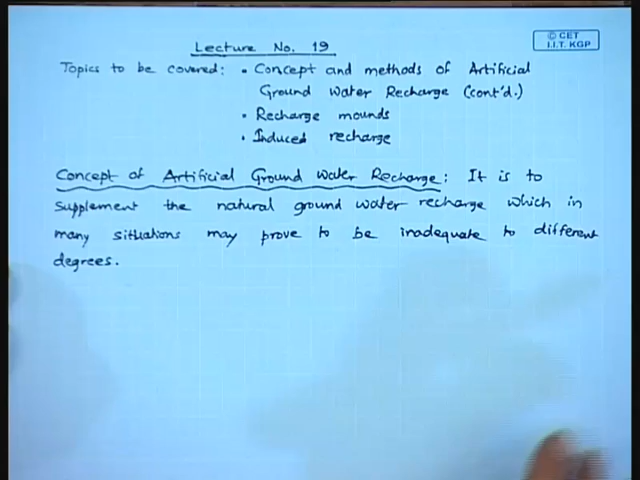 © CET
I.I.T. KGP
Lecture No. 19
Topics to be covered: • Concept and methods of Artificial
Ground Water Recharge (cont'd.)
• Recharge mounds
• Induced recharge
Concept of Artificial Ground Water Recharge: It is to
supplement the natural ground water recharge which in
many situations may prove to be inadequate to different
degrees.